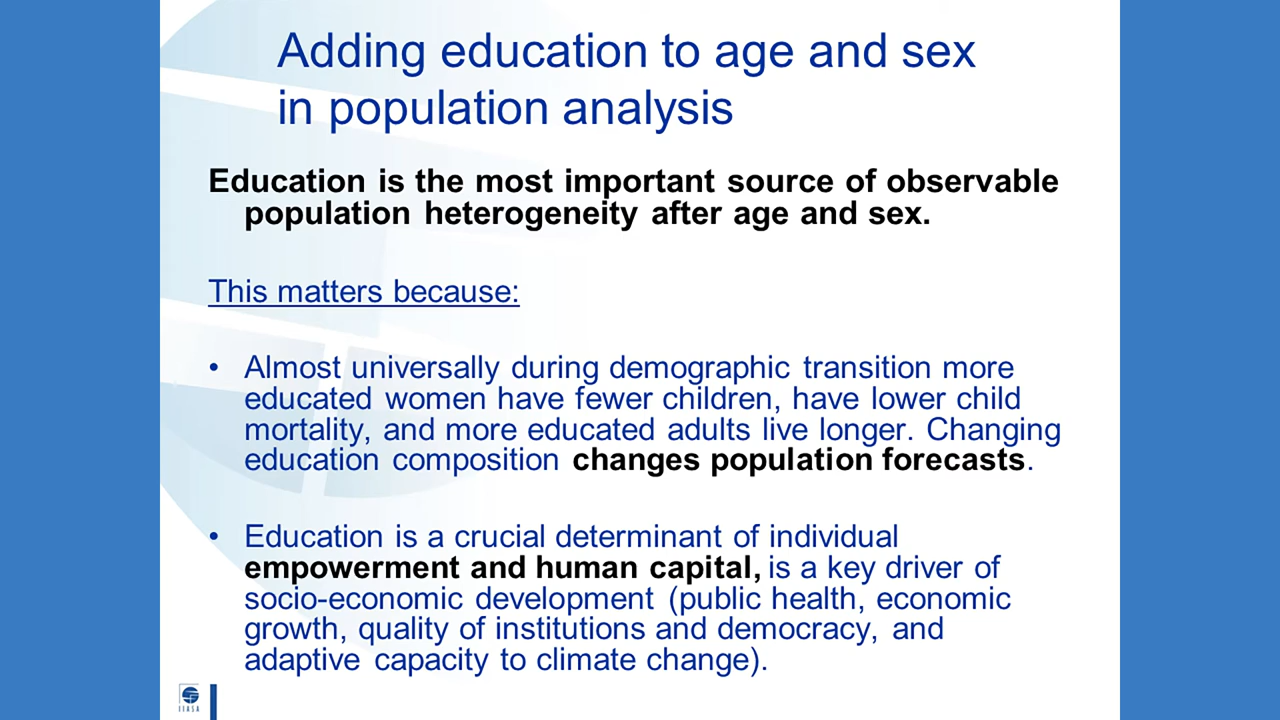 Adding education to age and sex
in population analysis
Education is the most important source of observable
population heterogeneity after age and sex.
This matters because:
• Almost universally during demographic transition more
educated women have fewer children, have lower child
mortality, and more educated adults live longer. Changing
education composition changes population forecasts.
• Education is a crucial determinant of individual
empowerment and human capital, is a key driver of
socio-economic development (public health, economic
growth, quality of institutions and democracy, and
adaptive capacity to climate change).
IIASA